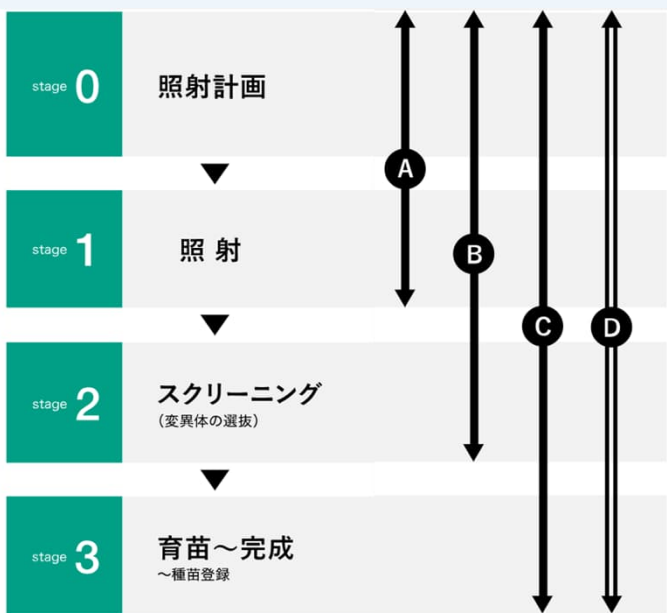 stage 0
照射計画
A
stage 1
照 射
B
C
D
stage 2
スクリーニング
(変異体の選抜)
stage 3
育苗〜完成
〜種苗登録